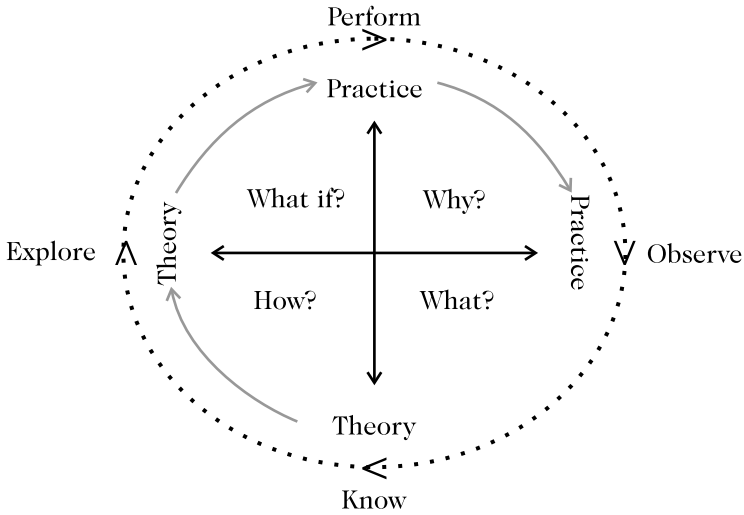 Perform
Practice
What if?
Why?
Theory
Practice
Explore
Observe
How?
What?
Theory
Know